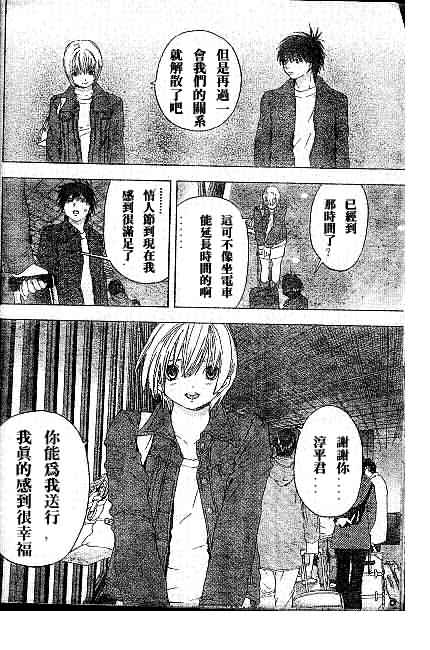 但是再過一
會我們的關系
就解散了吧
已經到
那時間了？
這可不像坐電車
能延長時間的啊
……
情人節到現在我
感到很滿足了
謝謝你．．．
淳平君．．．．
你能爲我送行，
我真的感到很幸福